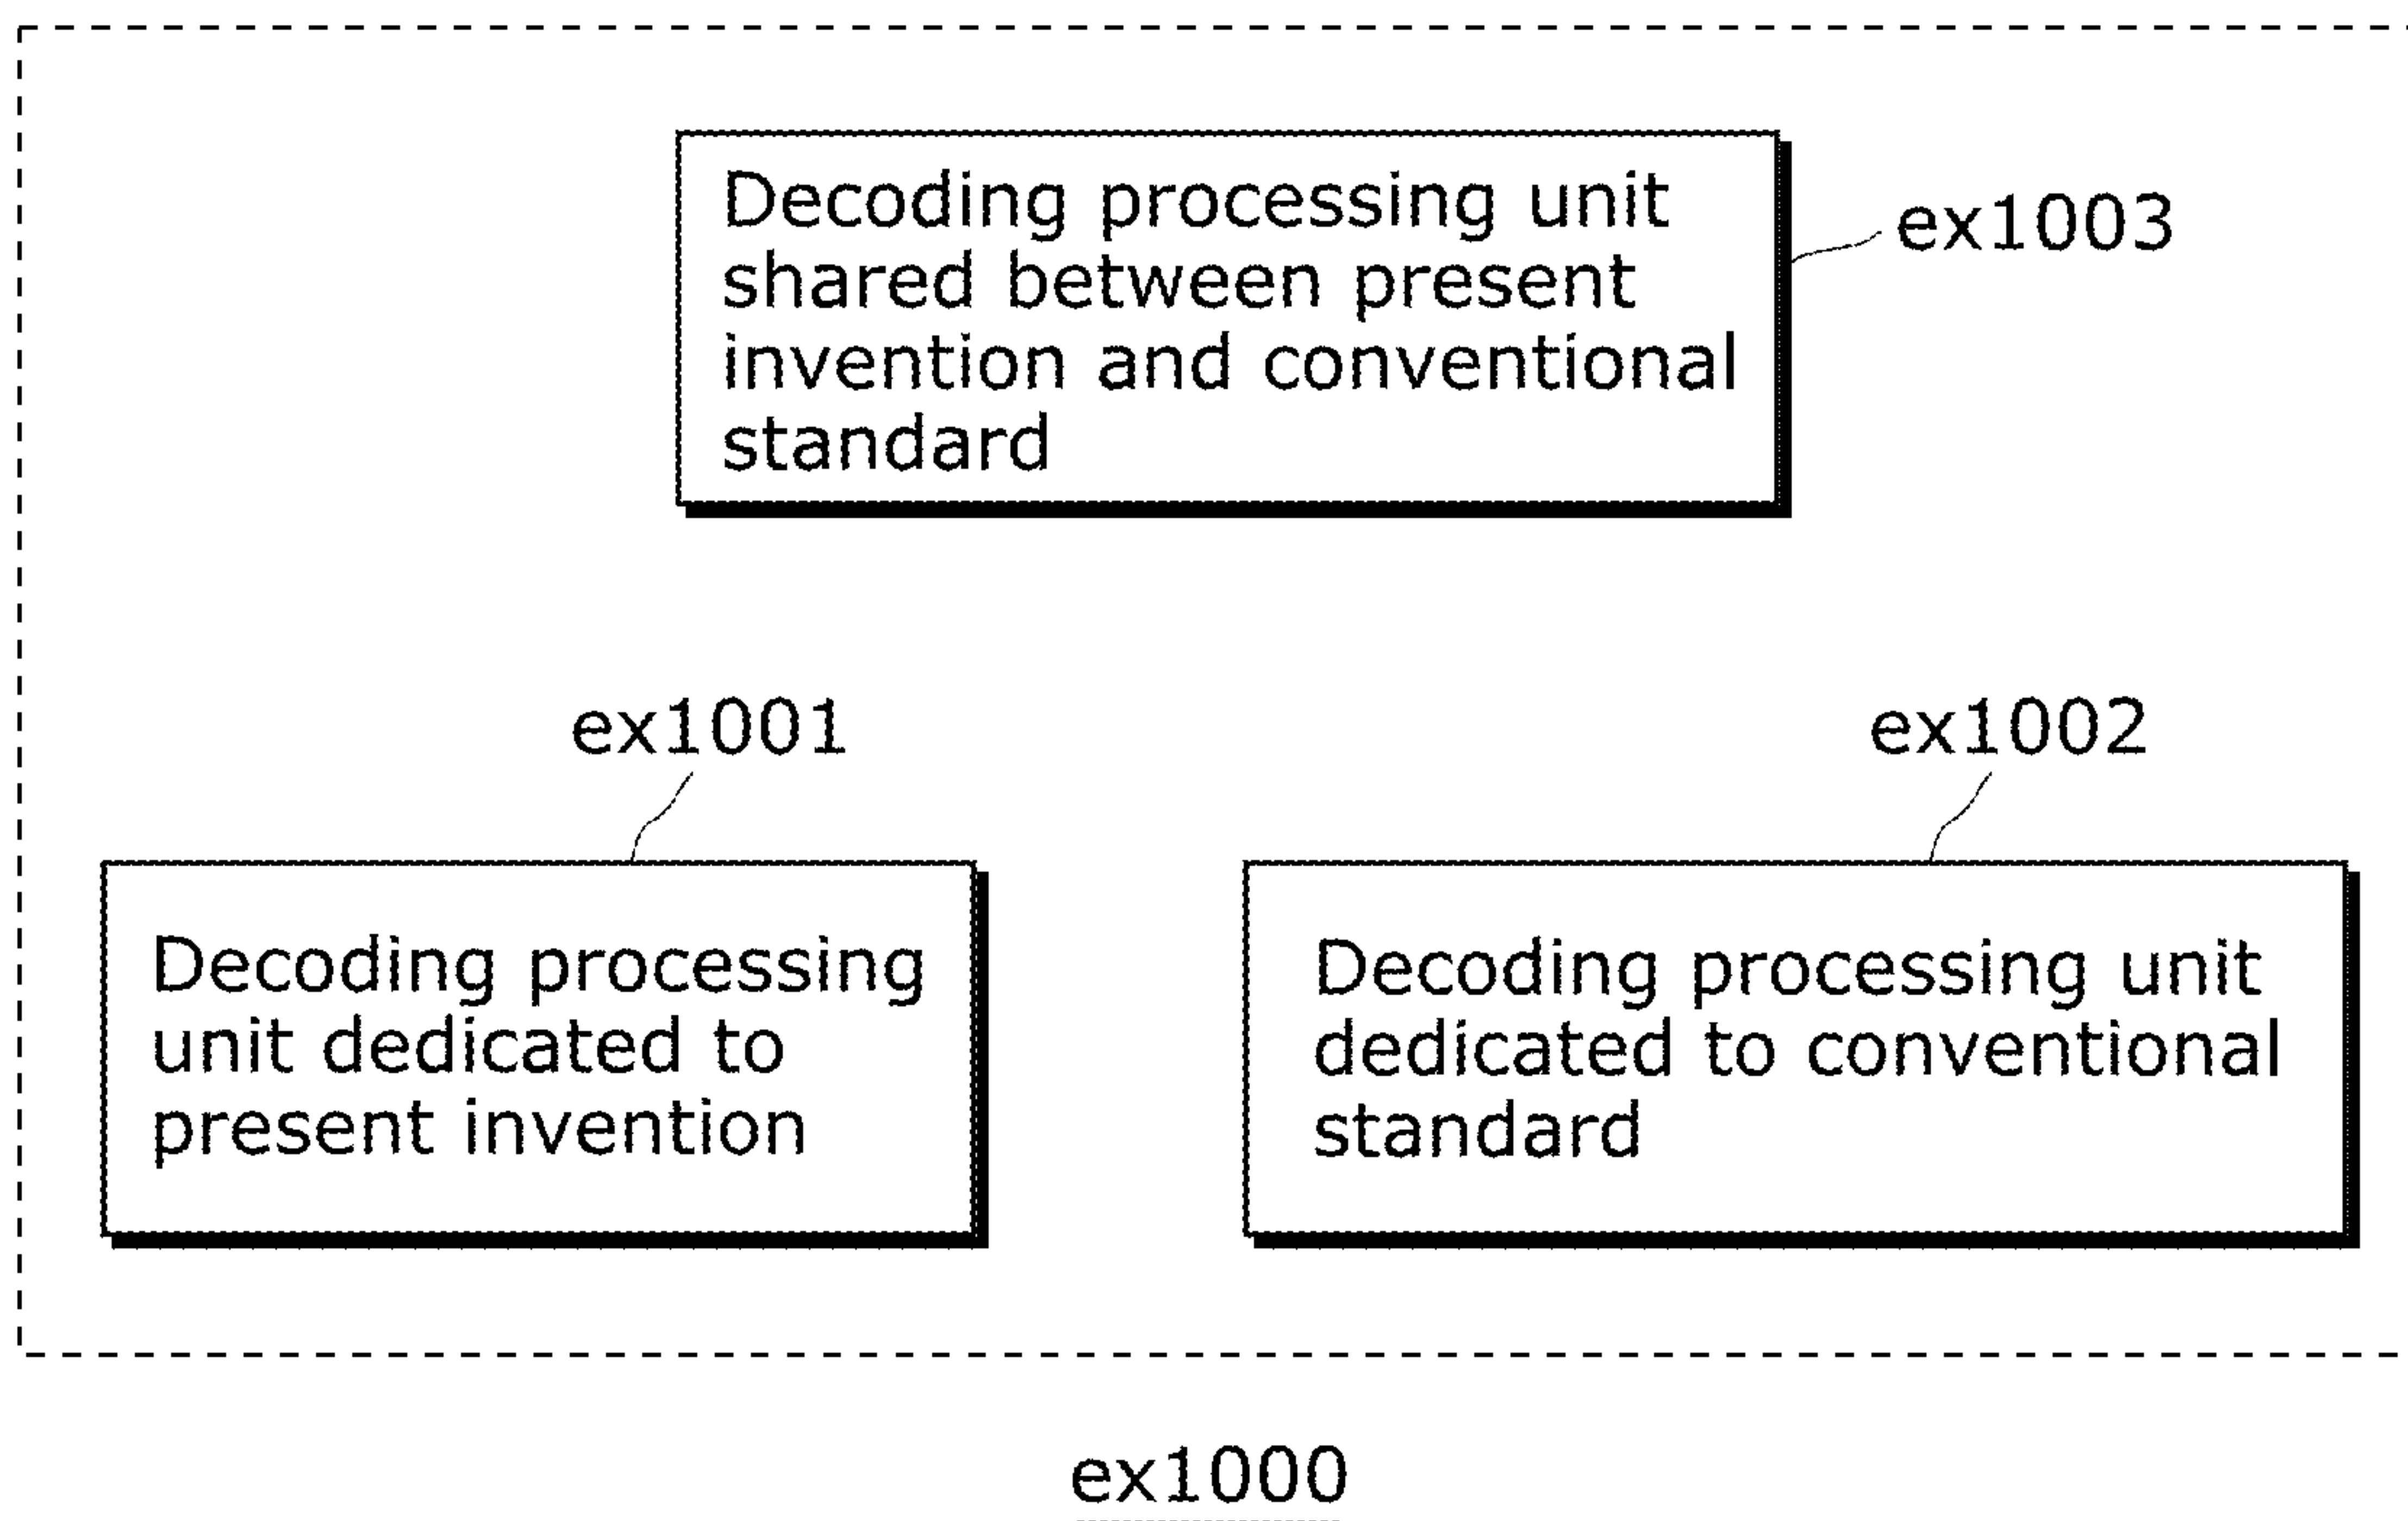 Decoding processing unit
shared between present
invention and conventional
standard
ex1003
ex1001
ex1002
Decoding processing
unit dedicated to
present invention
Decoding processing unit
dedicated to conventional
standard
ex1000